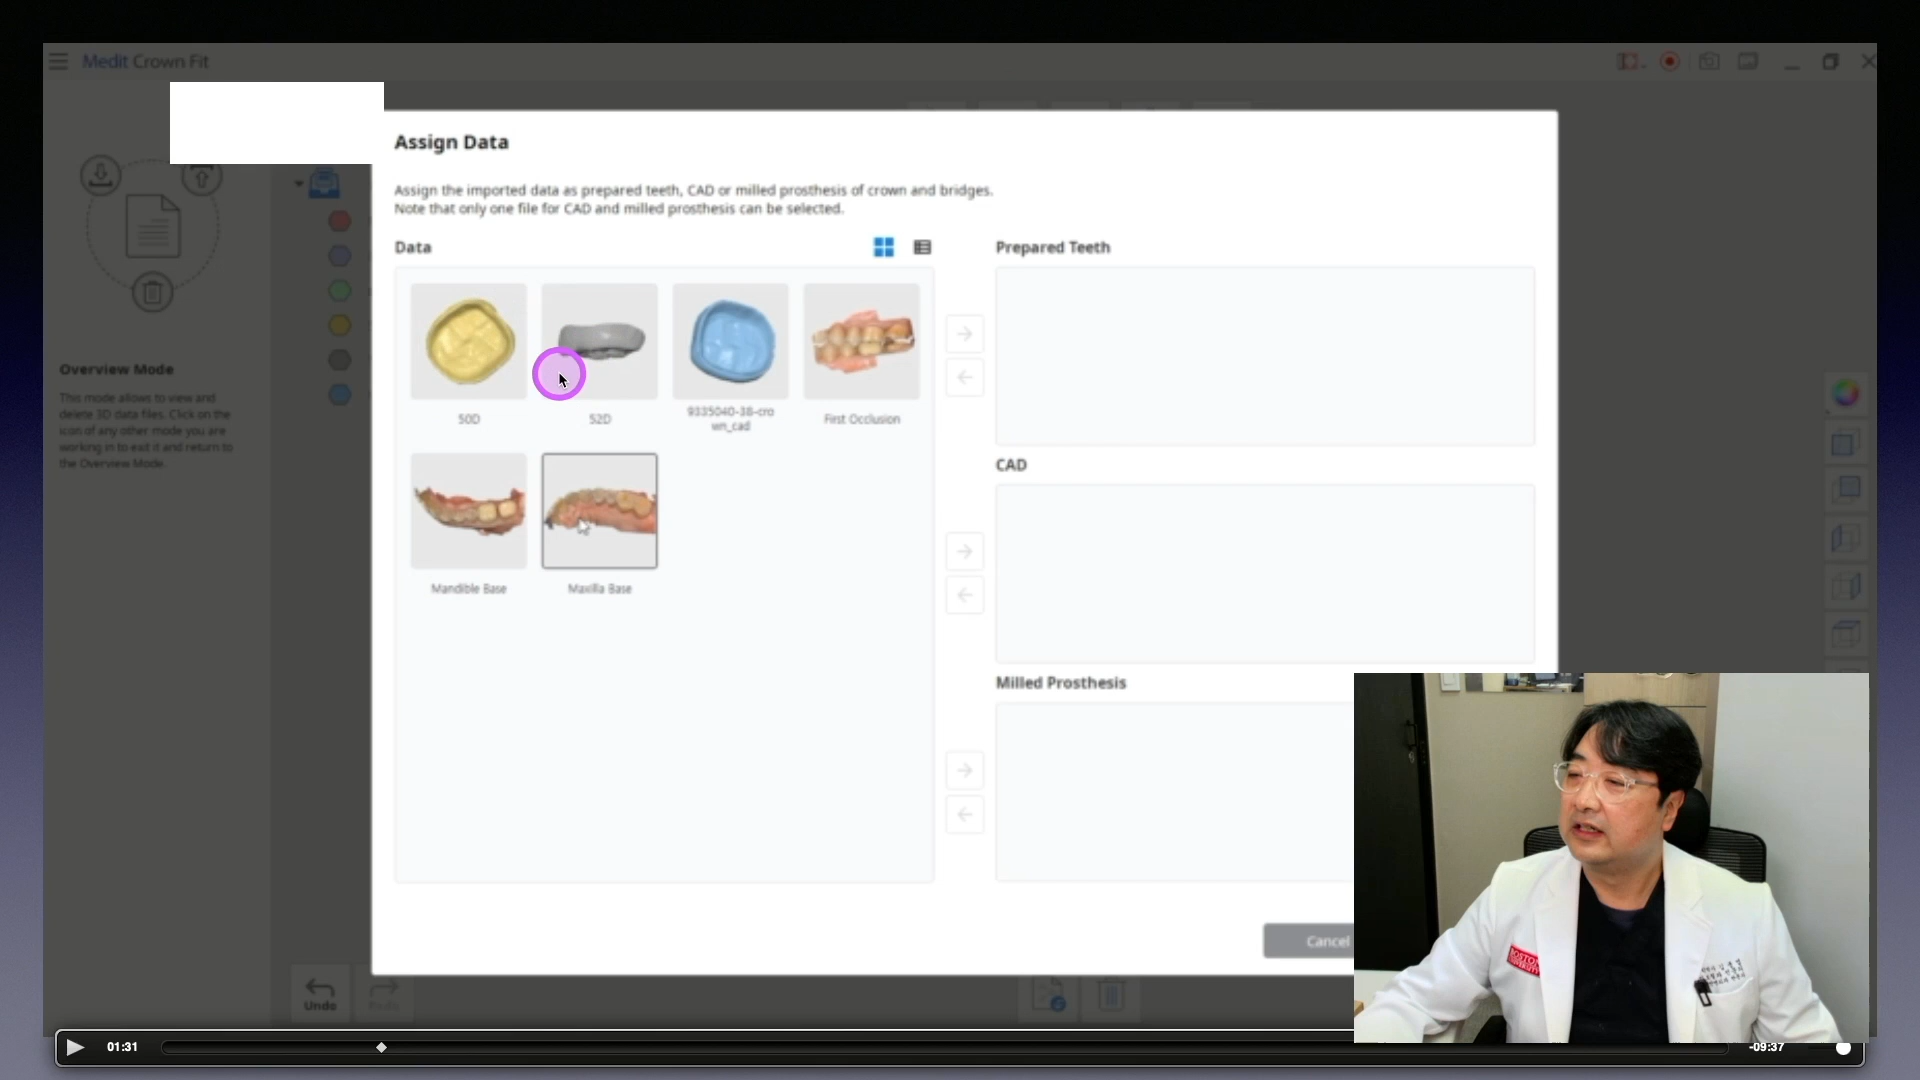 Medit Crown Fit
Assign Data
Assign the imported data as prepared teeth, CAD or milled prosthesis of crown and bridges.
Note that only one file for CAD and milled prosthesis can be selected.
Data
Prepared Teeth
50D
52D
9335040-38-cro
wn_cad
First Occlusion
Mandible Base
Maxilla Base
CAD
Milled Prosthesis
Cancel
Overview Mode
This mode allows to view and
delete 3D data files. Click on the
icon of any other mode you are
working in to exit it and return to
the Overview Mode.
Undo
Redo
BOSTON
UNIVERSITY
01:31
-09:37